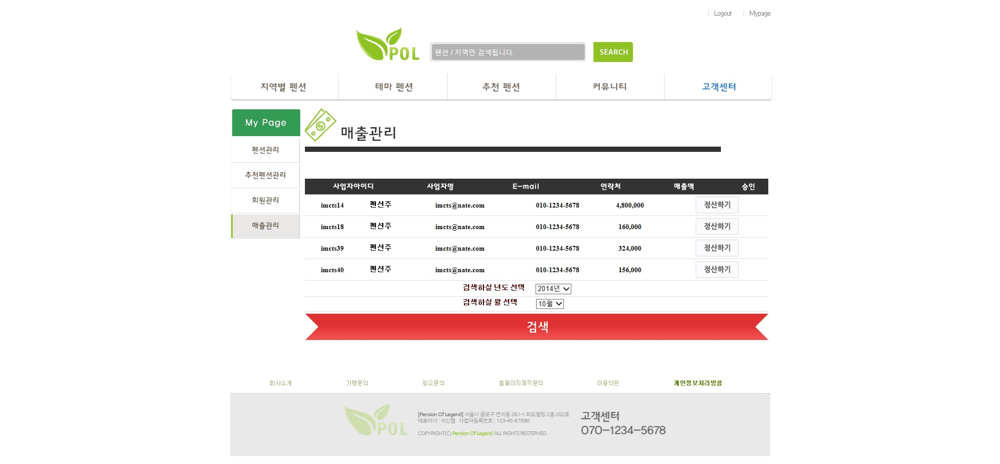 Logout
Mypage
POL
펜션 / 지역만 검색됩니다.
SEARCH
지역별 펜션
테마 펜션
추천 펜션
커뮤니티
고객센터
My Page
펜션관리
추천펜션관리
회원관리
매출관리
매출관리
사업자아이디 사업자명 E-mail 연락처 매출액 승인
imcts14 펜션주 imcts@nate.com 010-1234-5678 4,800,000 정산하기
imcts18 펜션주 imcts@nate.com 010-1234-5678 160,000 정산하기
imcts39 펜션주 imcts@nate.com 010-1234-5678 324,000 정산하기
imcts40 펜션주 imcts@nate.com 010-1234-5678 156,000 정산하기
검색하실 년도 선택 2014년
검색하실 월 선택 10월
검색
회사소개 가맹문의 광고문의 홈페이지제작문의 이용약관 개인정보처리방침
POL
[Pension Of Legend] 서울시 종로구 연지동 261-1 리도빌딩 2층 202호
대표이사 : 이신협 사업자등록번호 ; 123-45-67890
COPYRIGHT(C) Pension Of Legend ALL RIGHTS RESTERVED.
고객센터
070-1234-5678